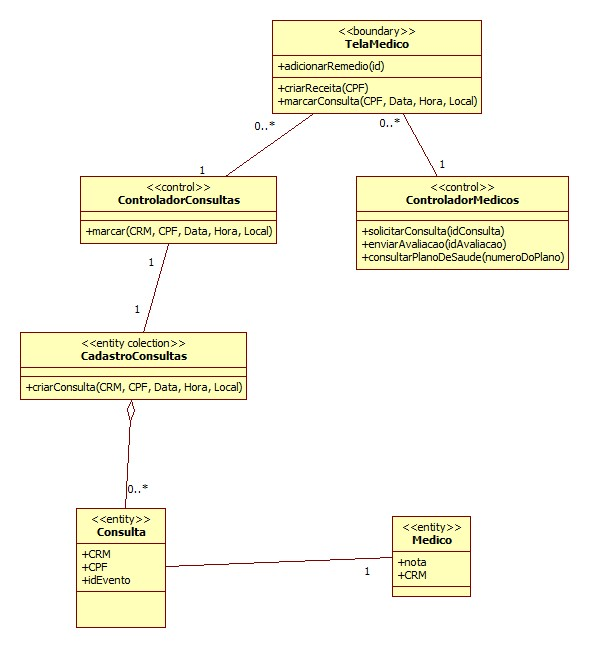 <<boundary>>
TelaMedico
+adicionarRemedio(id)
+criarReceita(CPF)
+marcarConsulta(CPF, Data, Hora, Local)
0..*
0..*
1
1
<<control>>
ControladorConsultas
+marcar(CRM, CPF, Data, Hora, Local)
<<control>>
ControladorMedicos
+solicitarConsulta(idConsulta)
+enviarAvaliacao(idAvaliacao)
+consultarPlanoDeSaude(numeroDoPlano)
1
1
<<entity colection>>
CadastroConsultas
+criarConsulta(CRM, CPF, Data, Hora, Local)
0..*
<<entity>>
Consulta
+CRM
+CPF
+idEvento
1
<<entity>>
Medico
+nota
+CRM